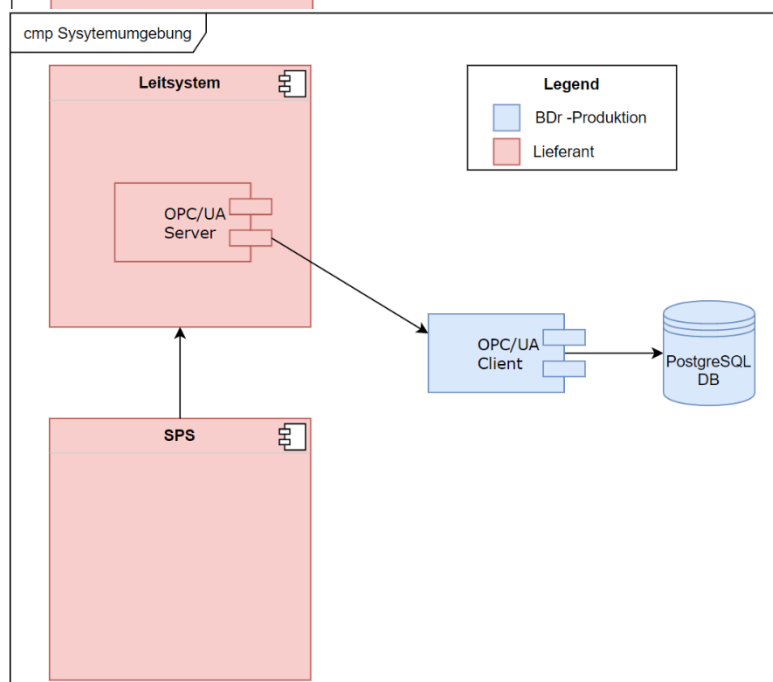 cmp Sysytemumgebung
Leitsystem
Legend
BDr -Produktion
Lieferant
OPC/UA
Server
OPC/UA
Client
PostgreSQL
DB
SPS